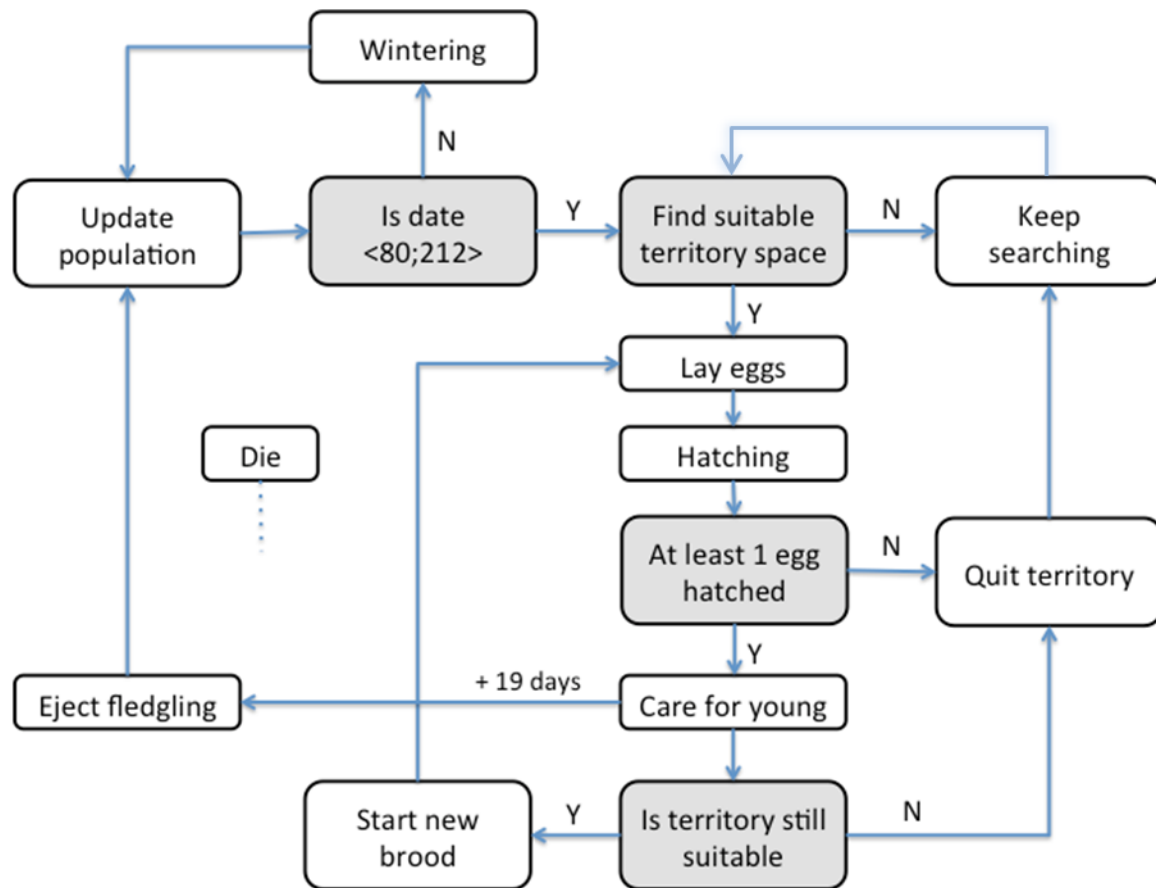 Wintering
N
Update
population
Is date
<80;212>
Y
Find suitable
territory space
N
Keep
searching
Y
Lay eggs
Die
Hatching
At least 1 egg
hatched
N
Quit territory
Y
Eject fledgling
+ 19 days
Care for young
Start new
brood
Y
Is territory still
suitable
N